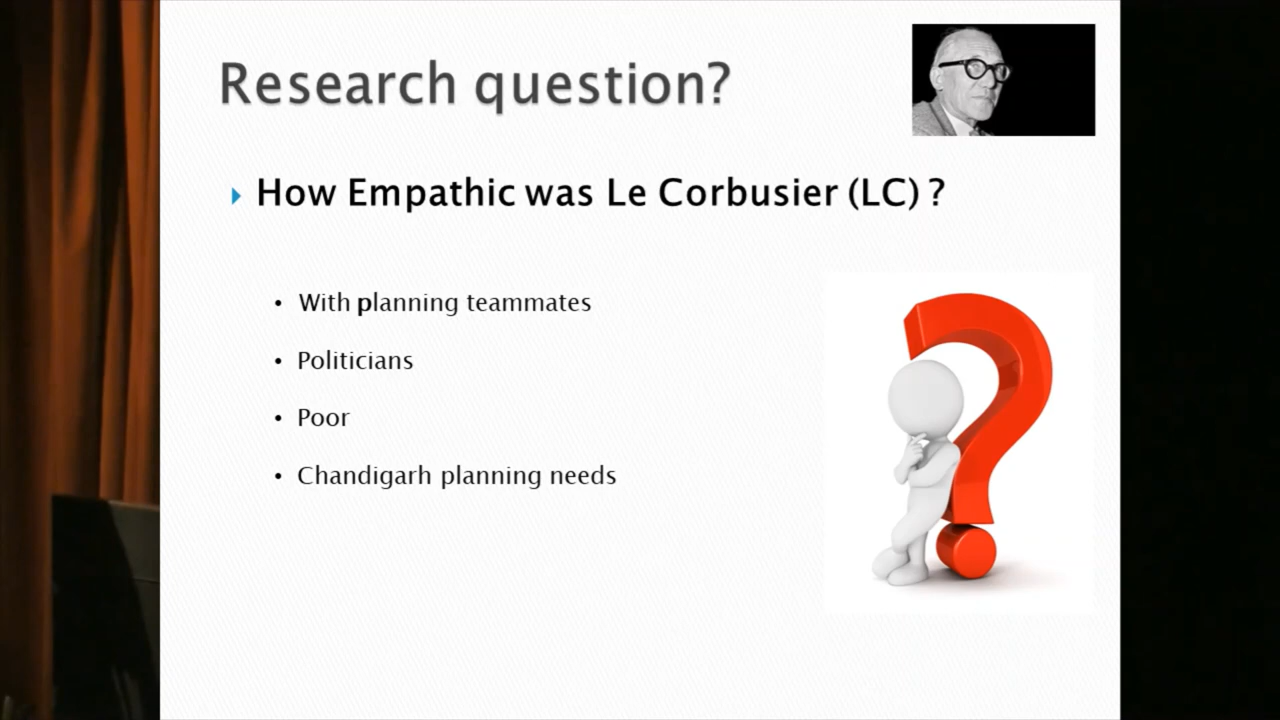 Research question?
How Empathic was Le Corbusier (LC) ?
• With planning teammates
• Politicians
• Poor
• Chandigarh planning needs